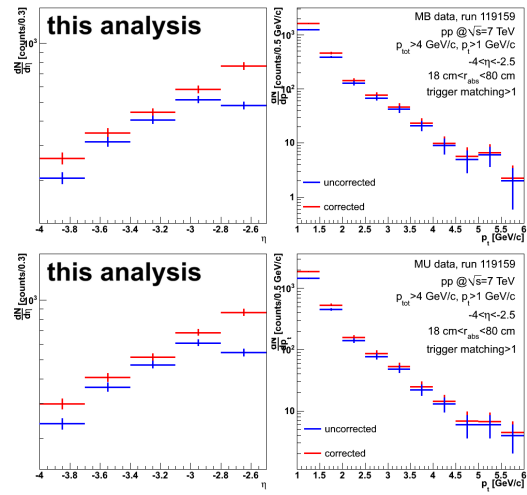 this analysis
dN/dη [counts/0.3]
10³
-4 -3.8 -3.6 -3.4 -3.2 -3 -2.8 -2.6
η
dN/dp_t [counts/0.5 GeV/c]
MB data, run 119159
pp @√s=7 TeV
p_tot>4 GeV/c, p_t>1 GeV/c
-4<η<-2.5
18 cm<r_abs<80 cm
trigger matching>1
10³
10²
10
1
uncorrected
corrected
1 1.5 2 2.5 3 3.5 4 4.5 5 5.5 6
p_t [GeV/c]
this analysis
dN/dη [counts/0.3]
10³
-4 -3.8 -3.6 -3.4 -3.2 -3 -2.8 -2.6
η
dN/dp_t [counts/0.5 GeV/c]
MU data, run 119159
pp @√s=7 TeV
p_tot>4 GeV/c, p_t>1 GeV/c
-4<η<-2.5
18 cm<r_abs<80 cm
trigger matching>1
10³
10²
10
uncorrected
corrected
1 1.5 2 2.5 3 3.5 4 4.5 5 5.5 6
p_t [GeV/c]